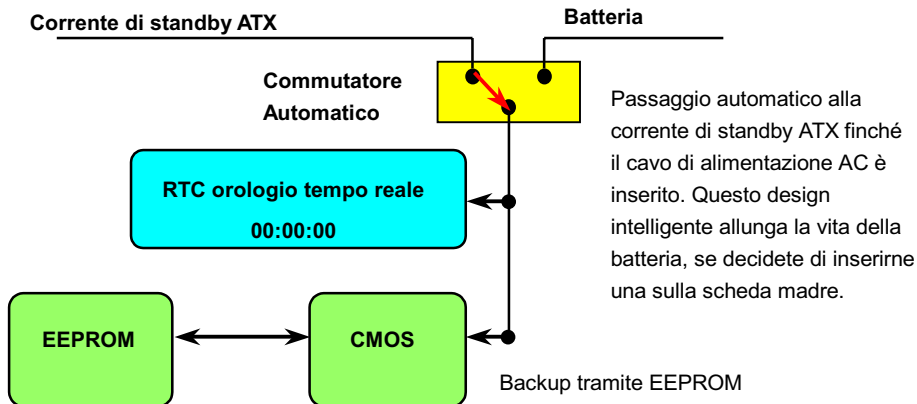 Corrente di standby ATX
Batteria
Commutatore
Automatico
Passaggio automatico alla
corrente di standby ATX finché
il cavo di alimentazione AC è
inserito. Questo design
intelligente allunga la vita della
batteria, se decidete di inserirne
una sulla scheda madre.
RTC orologio tempo reale
00:00:00
EEPROM
CMOS
Backup tramite EEPROM